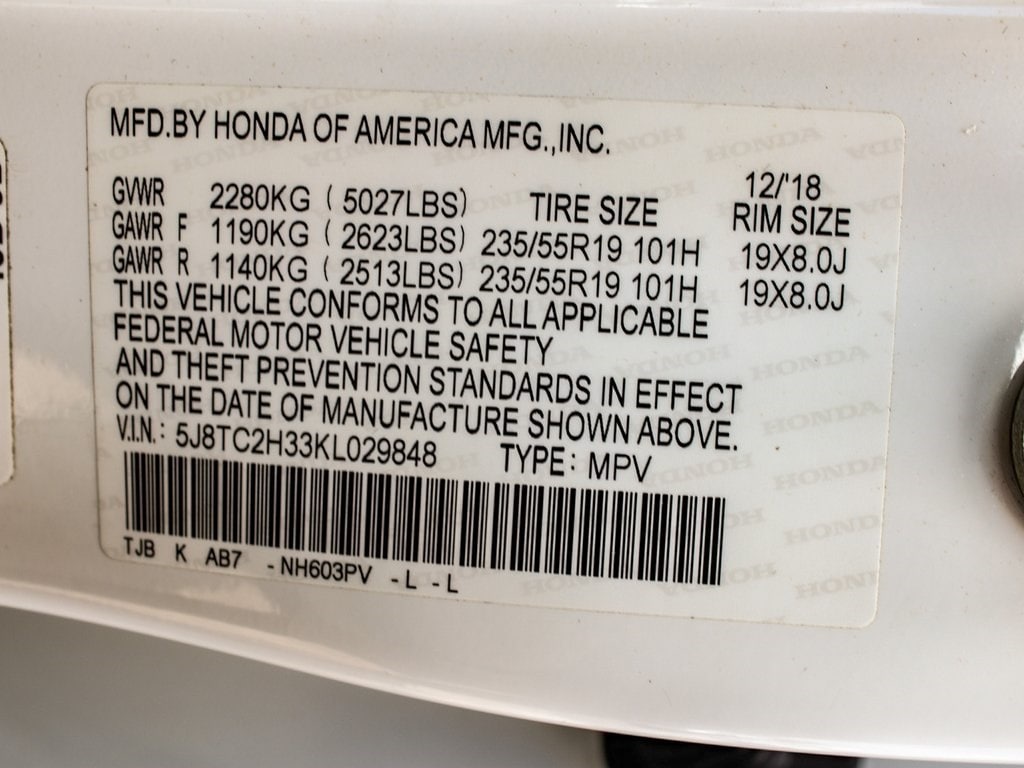 MFD.BY HONDA OF AMERICA MFG.,INC.
12/'18
GVWR 2280KG ( 5027LBS) TIRE SIZE RIM SIZE
GAWR F 1190KG ( 2623LBS) 235/55R19 101H 19X8.0J
GAWR R 1140KG ( 2513LBS) 235/55R19 101H 19X8.0J
THIS VEHICLE CONFORMS TO ALL APPLICABLE
FEDERAL MOTOR VEHICLE SAFETY
AND THEFT PREVENTION STANDARDS IN EFFECT
ON THE DATE OF MANUFACTURE SHOWN ABOVE.
V.I.N.: 5J8TC2H33KL029848 TYPE: MPV
TJB K AB7 -NH603PV -L -L